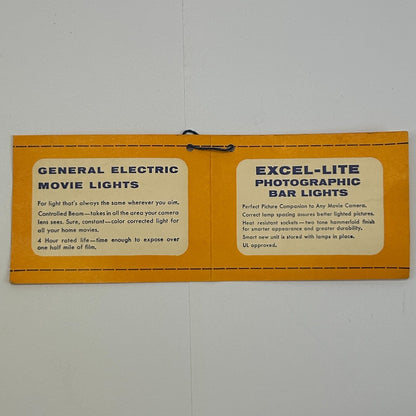 GENERAL ELECTRIC
MOVIE LIGHTS
For light that's always the same wherever you aim.
Controlled Beam—takes in all the area your camera
lens sees. Sure, constant—color corrected light for
all your home movies.
4 Hour rated life—time enough to expose over
one half mile of film.
EXCEL-LITE
PHOTOGRAPHIC
BAR LIGHTS
Perfect Picture Companion to Any Movie Camera.
Correct lamp spacing assures better lighted pictures.
Heat resistant sockets—two tone hammerloid finish
for smarter appearance and greater durability.
Smart new unit is stored with lamps in place.
UL approved.